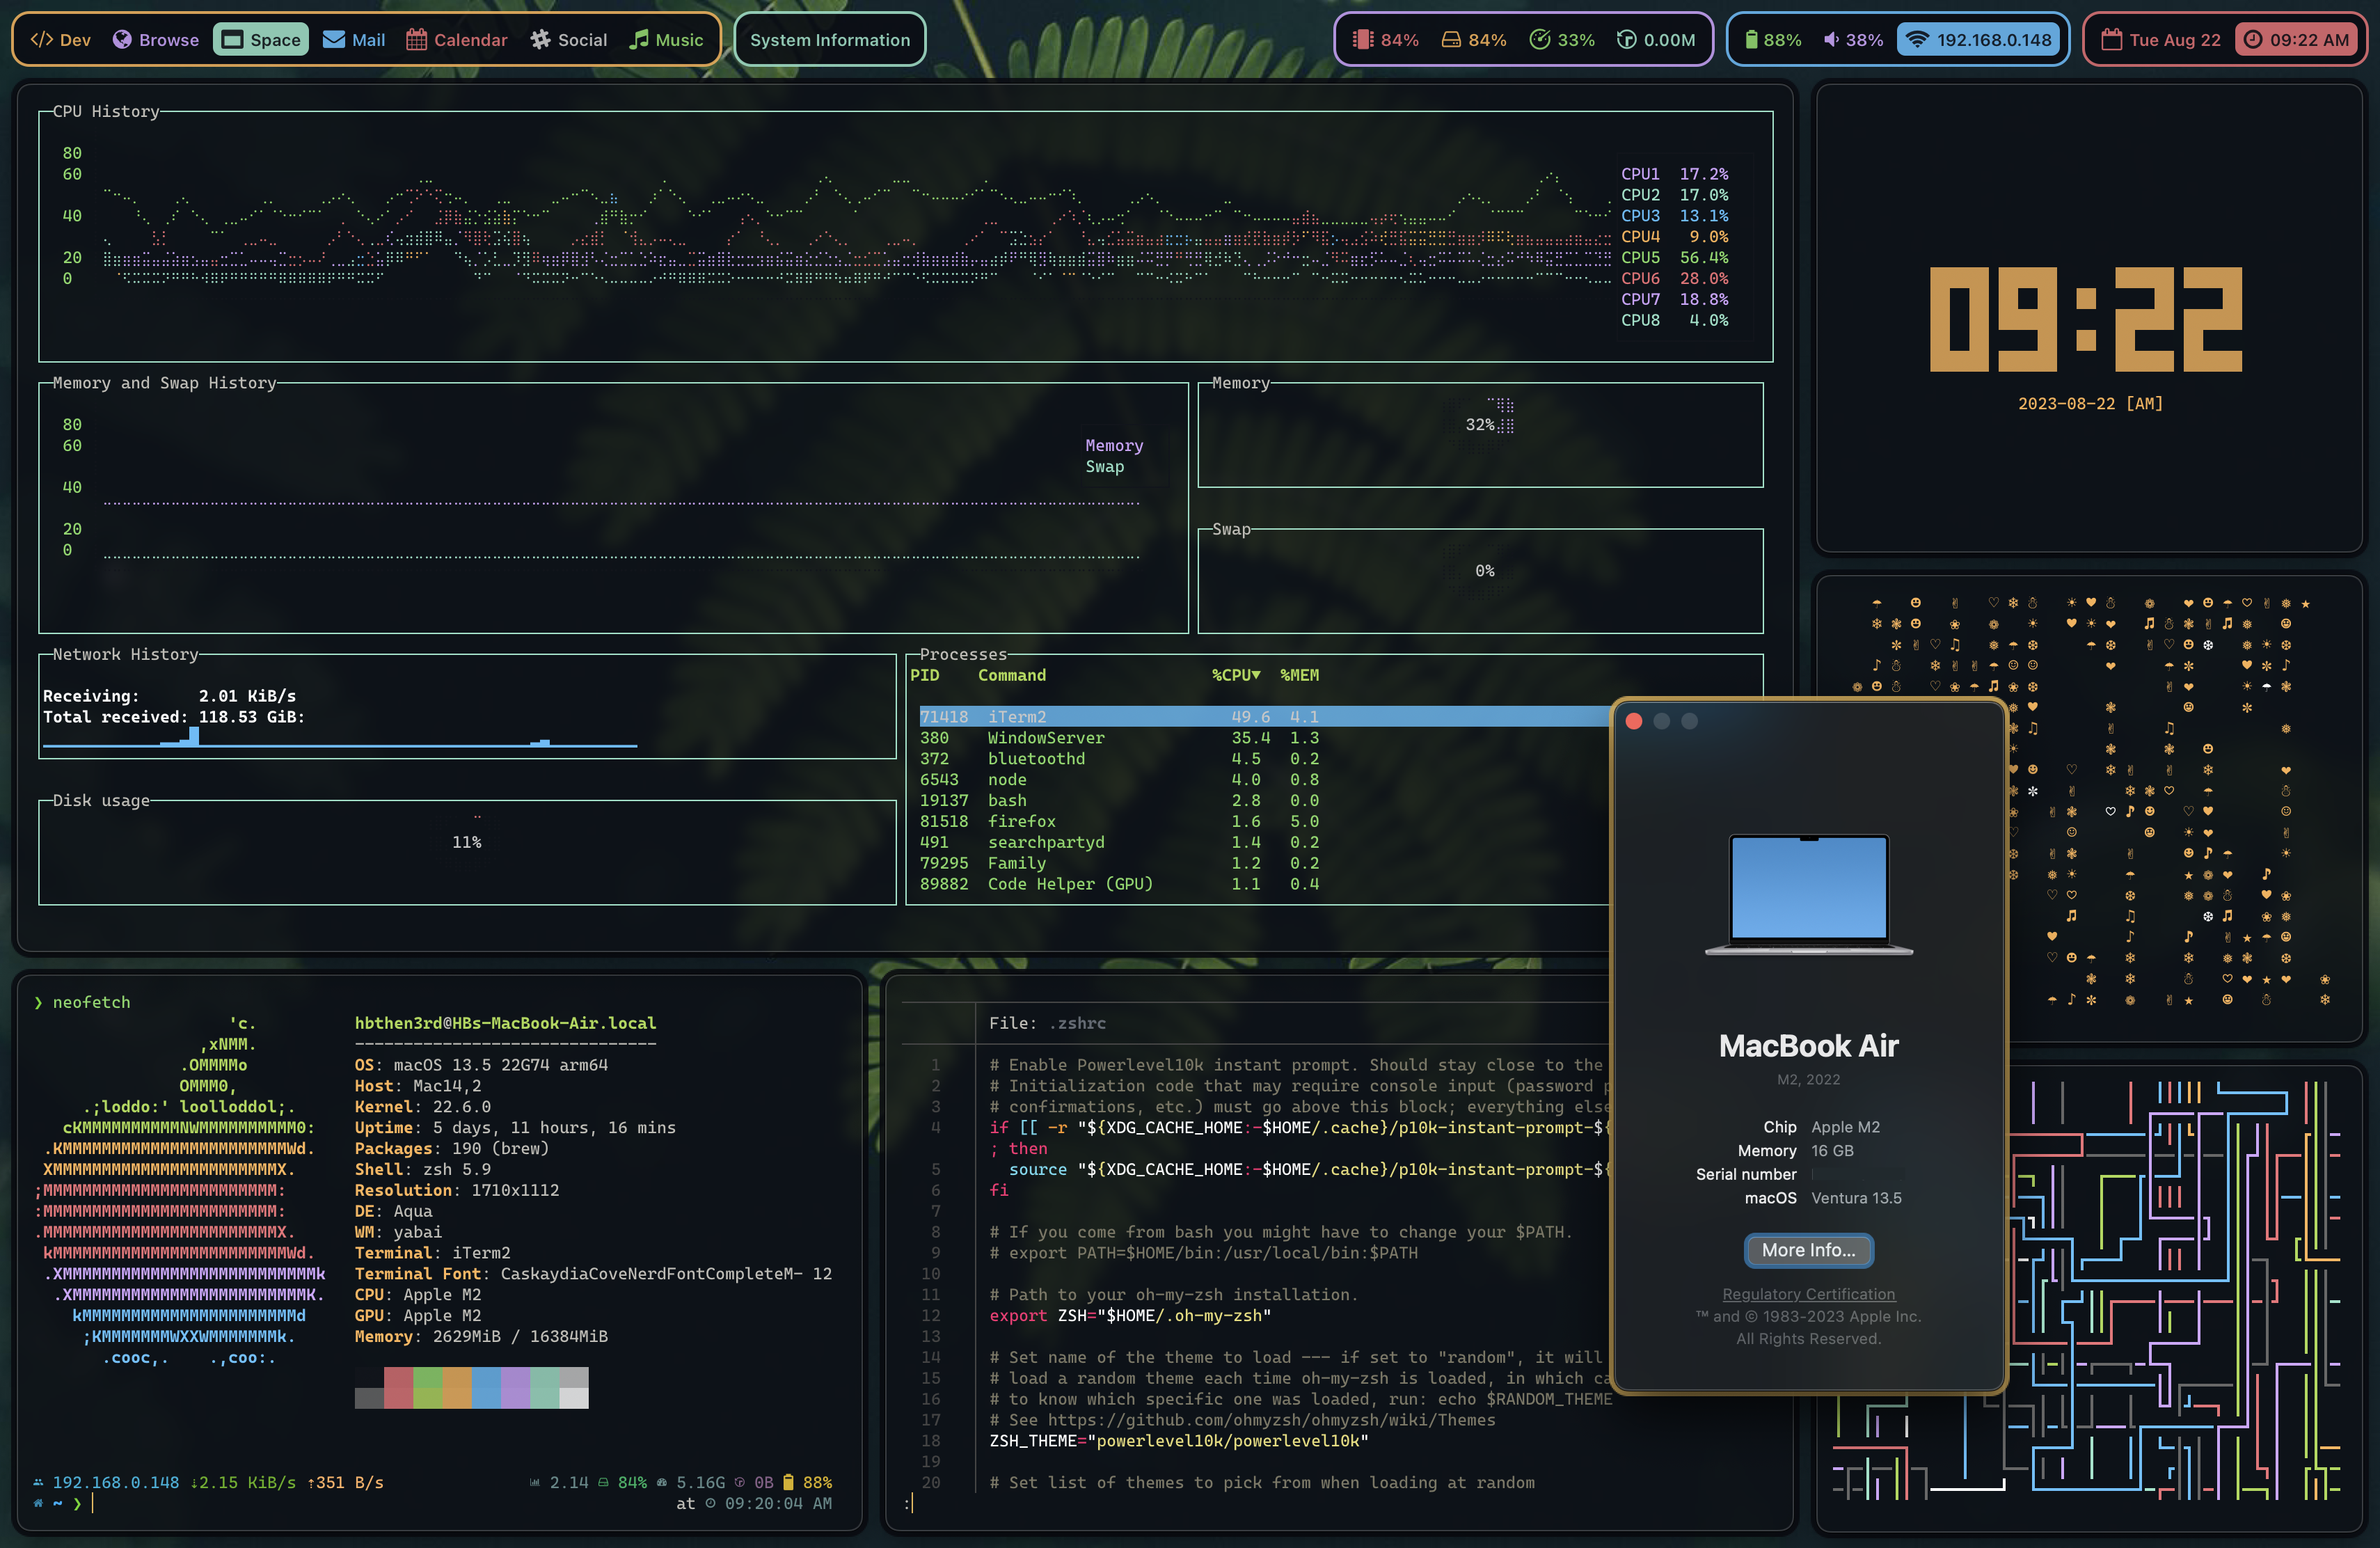 Dev Browse Space Mail Calendar Social Music
System Information
84% 84% 33% 0.00M
88% 38% 192.168.0.148
Tue Aug 22 09:22 AM
CPU History
80
60
40
20
0
CPU1 17.2%
CPU2 17.0%
CPU3 13.1%
CPU4 9.0%
CPU5 56.4%
CPU6 28.0%
CPU7 18.8%
CPU8 4.0%
Memory and Swap History
80
60
40
20
0
Memory
Swap
Memory
32%
Swap
0%
Network History
Receiving: 2.01 KiB/s
Total received: 118.53 GiB:
Disk usage
11%
Processes
PID Command %CPU▼ %MEM
71418 iTerm2 49.6 4.1
380 WindowServer 35.4 1.3
372 bluetoothd 4.5 0.2
6543 node 4.0 0.8
19137 bash 2.8 0.0
81518 firefox 1.6 5.0
491 searchpartyd 1.4 0.2
79295 Family 1.2 0.2
89882 Code Helper (GPU) 1.1 0.4
09:22
2023-08-22 [AM]
❯ neofetch
'c.
,xNMM.
.OMMMMo
OMMM0,
.;loddo:' loolloddol;.
cKMMMMMMMMMMNWMMMMMMMMMM0:
.KMMMMMMMMMMMMMMMMMMMMMMMWd.
XMMMMMMMMMMMMMMMMMMMMMMMX.
;MMMMMMMMMMMMMMMMMMMMMMMM:
:MMMMMMMMMMMMMMMMMMMMMMMM:
.MMMMMMMMMMMMMMMMMMMMMMMMX.
kMMMMMMMMMMMMMMMMMMMMMMMMWd.
.XMMMMMMMMMMMMMMMMMMMMMMMMMMk
.XMMMMMMMMMMMMMMMMMMMMMMMMK.
kMMMMMMMMMMMMMMMMMMMMMMd
;KMMMMMMMWXXWMMMMMMMk.
.cooc,. .,coo:.
hbthen3rd@HBs-MacBook-Air.local
-------------------------------
OS: macOS 13.5 22G74 arm64
Host: Mac14,2
Kernel: 22.6.0
Uptime: 5 days, 11 hours, 16 mins
Packages: 190 (brew)
Shell: zsh 5.9
Resolution: 1710x1112
DE: Aqua
WM: yabai
Terminal: iTerm2
Terminal Font: CaskaydiaCoveNerdFontCompleteM- 12
CPU: Apple M2
GPU: Apple M2
Memory: 2629MiB / 16384MiB
192.168.0.148 ⇣2.15 KiB/s ⇡351 B/s 2.14 84% 5.16G 0B 88%
~ ❯ at 09:20:04 AM
File: .zshrc
1 # Enable Powerlevel10k instant prompt. Should stay close to the
2 # Initialization code that may require console input (password p
3 # confirmations, etc.) must go above this block; everything else
4 if [[ -r "${XDG_CACHE_HOME:-$HOME/.cache}/p10k-instant-prompt-${
; then
5 source "${XDG_CACHE_HOME:-$HOME/.cache}/p10k-instant-prompt-${
6 fi
7
8 # If you come from bash you might have to change your $PATH.
9 # export PATH=$HOME/bin:/usr/local/bin:$PATH
10
11 # Path to your oh-my-zsh installation.
12 export ZSH="$HOME/.oh-my-zsh"
13
14 # Set name of the theme to load --- if set to "random", it will
15 # load a random theme each time oh-my-zsh is loaded, in which ca
16 # to know which specific one was loaded, run: echo $RANDOM_THEME
17 # See https://github.com/ohmyzsh/ohmyzsh/wiki/Themes
18 ZSH_THEME="powerlevel10k/powerlevel10k"
19
20 # Set list of themes to pick from when loading at random
:
MacBook Air
M2, 2022
Chip Apple M2
Memory 16 GB
Serial number
macOS Ventura 13.5
More Info...
Regulatory Certification
™ and © 1983-2023 Apple Inc.
All Rights Reserved.